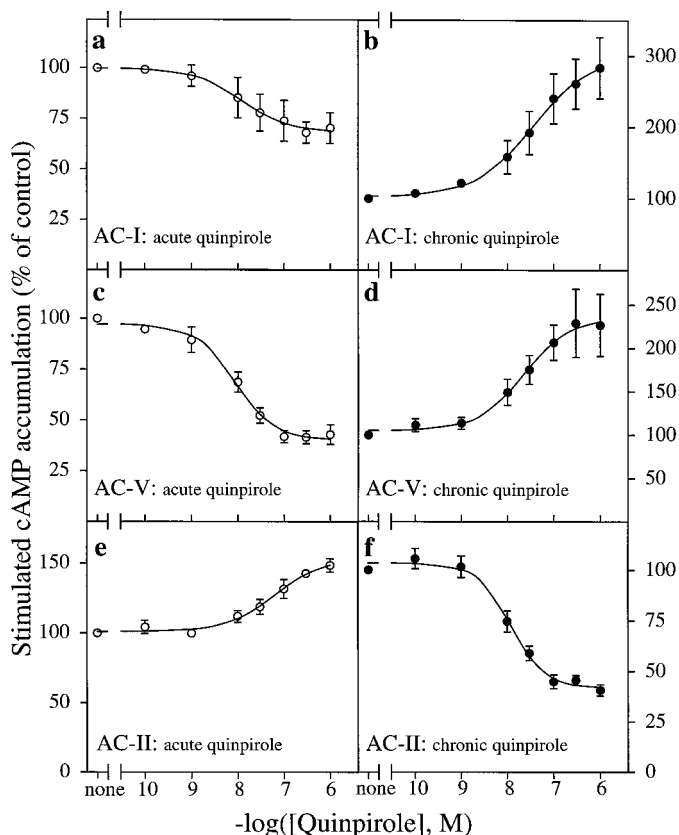 Stimulated cAMP accumulation (% of control)
a
100
75
50
25
AC-I: acute quinpirole
b
300
200
100
AC-I: chronic quinpirole
c
100
75
50
25
AC-V: acute quinpirole
d
250
200
150
100
50
AC-V: chronic quinpirole
e
150
100
50
0
AC-II: acute quinpirole
f
100
75
50
25
0
AC-II: chronic quinpirole
none 10 9 8 7 6
none 10 9 8 7 6
-log([Quinpirole], M)